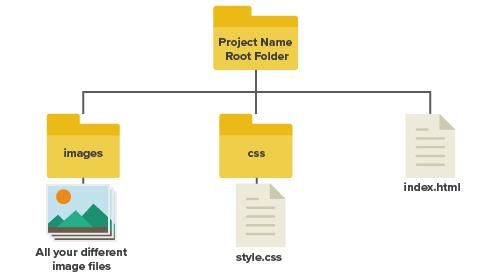 Project Name
Root Folder
images
css
index.html
All your different
image files
style.css